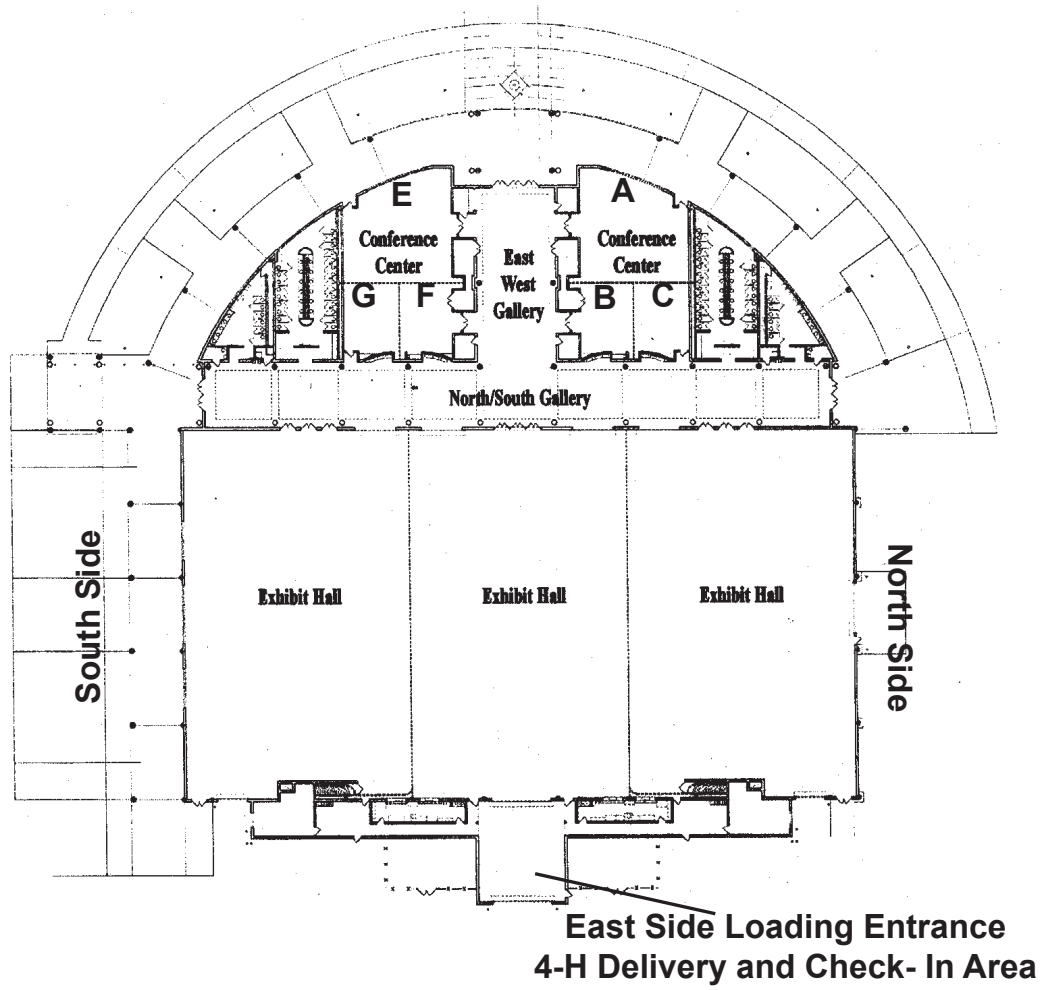 E
A
Conference
Center
East
West
Gallery
Conference
Center
G
F
B
C
North/South Gallery
South Side
Exhibit Hall
Exhibit Hall
Exhibit Hall
North Side
East Side Loading Entrance
4-H Delivery and Check- In Area